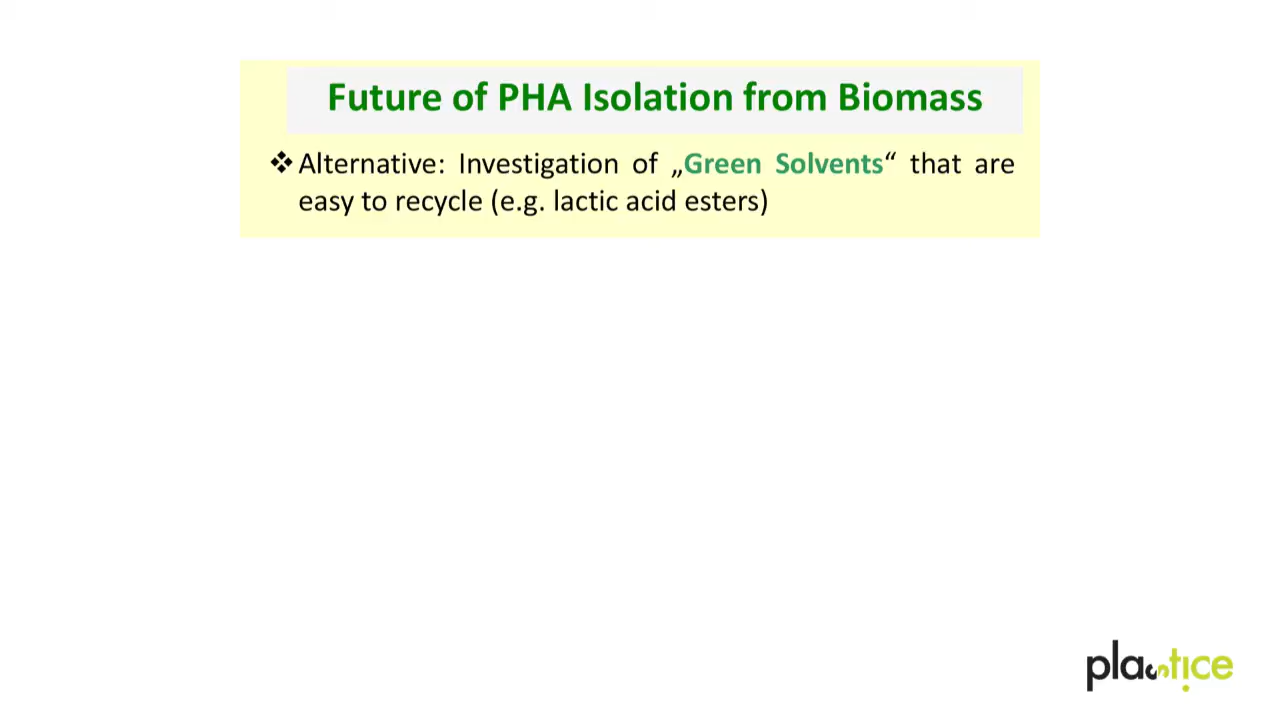 Future of PHA Isolation from Biomass
❖ Alternative: Investigation of „Green Solvents“ that are
easy to recycle (e.g. lactic acid esters)
plastice